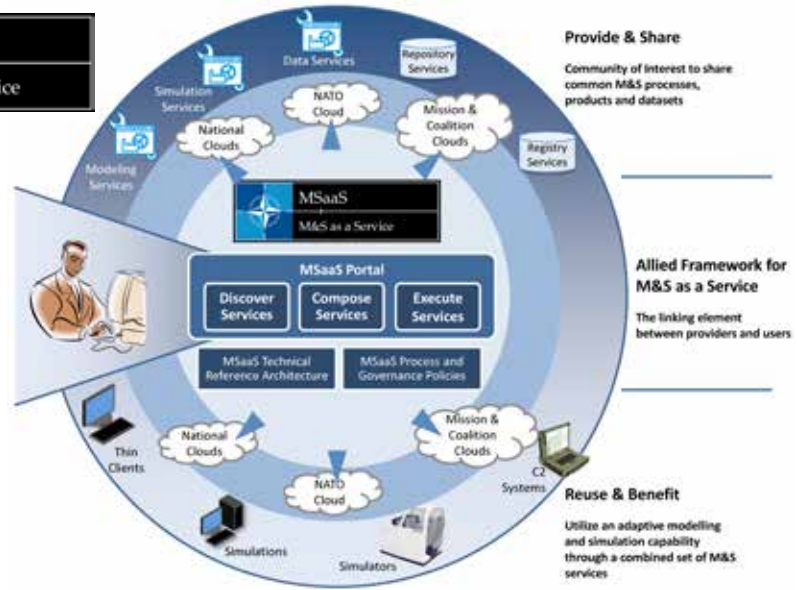 ice
Data Services
Repository
Services
Simulation
Services
Modeling
Services
Registry
Services
National
Clouds
NATO
Cloud
Mission &
Coalition
Clouds
MSaaS
M&S as a Service
MSaaS Portal
Discover
Services
Compose
Services
Execute
Services
MSaaS Technical
Reference Architecture
MSaaS Process and
Governance Policies
National
Clouds
NATO
Cloud
Mission &
Coalition
Clouds
Thin
Clients
Simulations
Simulators
C2
Systems
Provide & Share
Community of Interest to share
common M&S processes,
products and datasets
Allied Framework for
M&S as a Service
The linking element
between providers and users
Reuse & Benefit
Utilize an adaptive modelling
and simulation capability
through a combined set of M&S
services